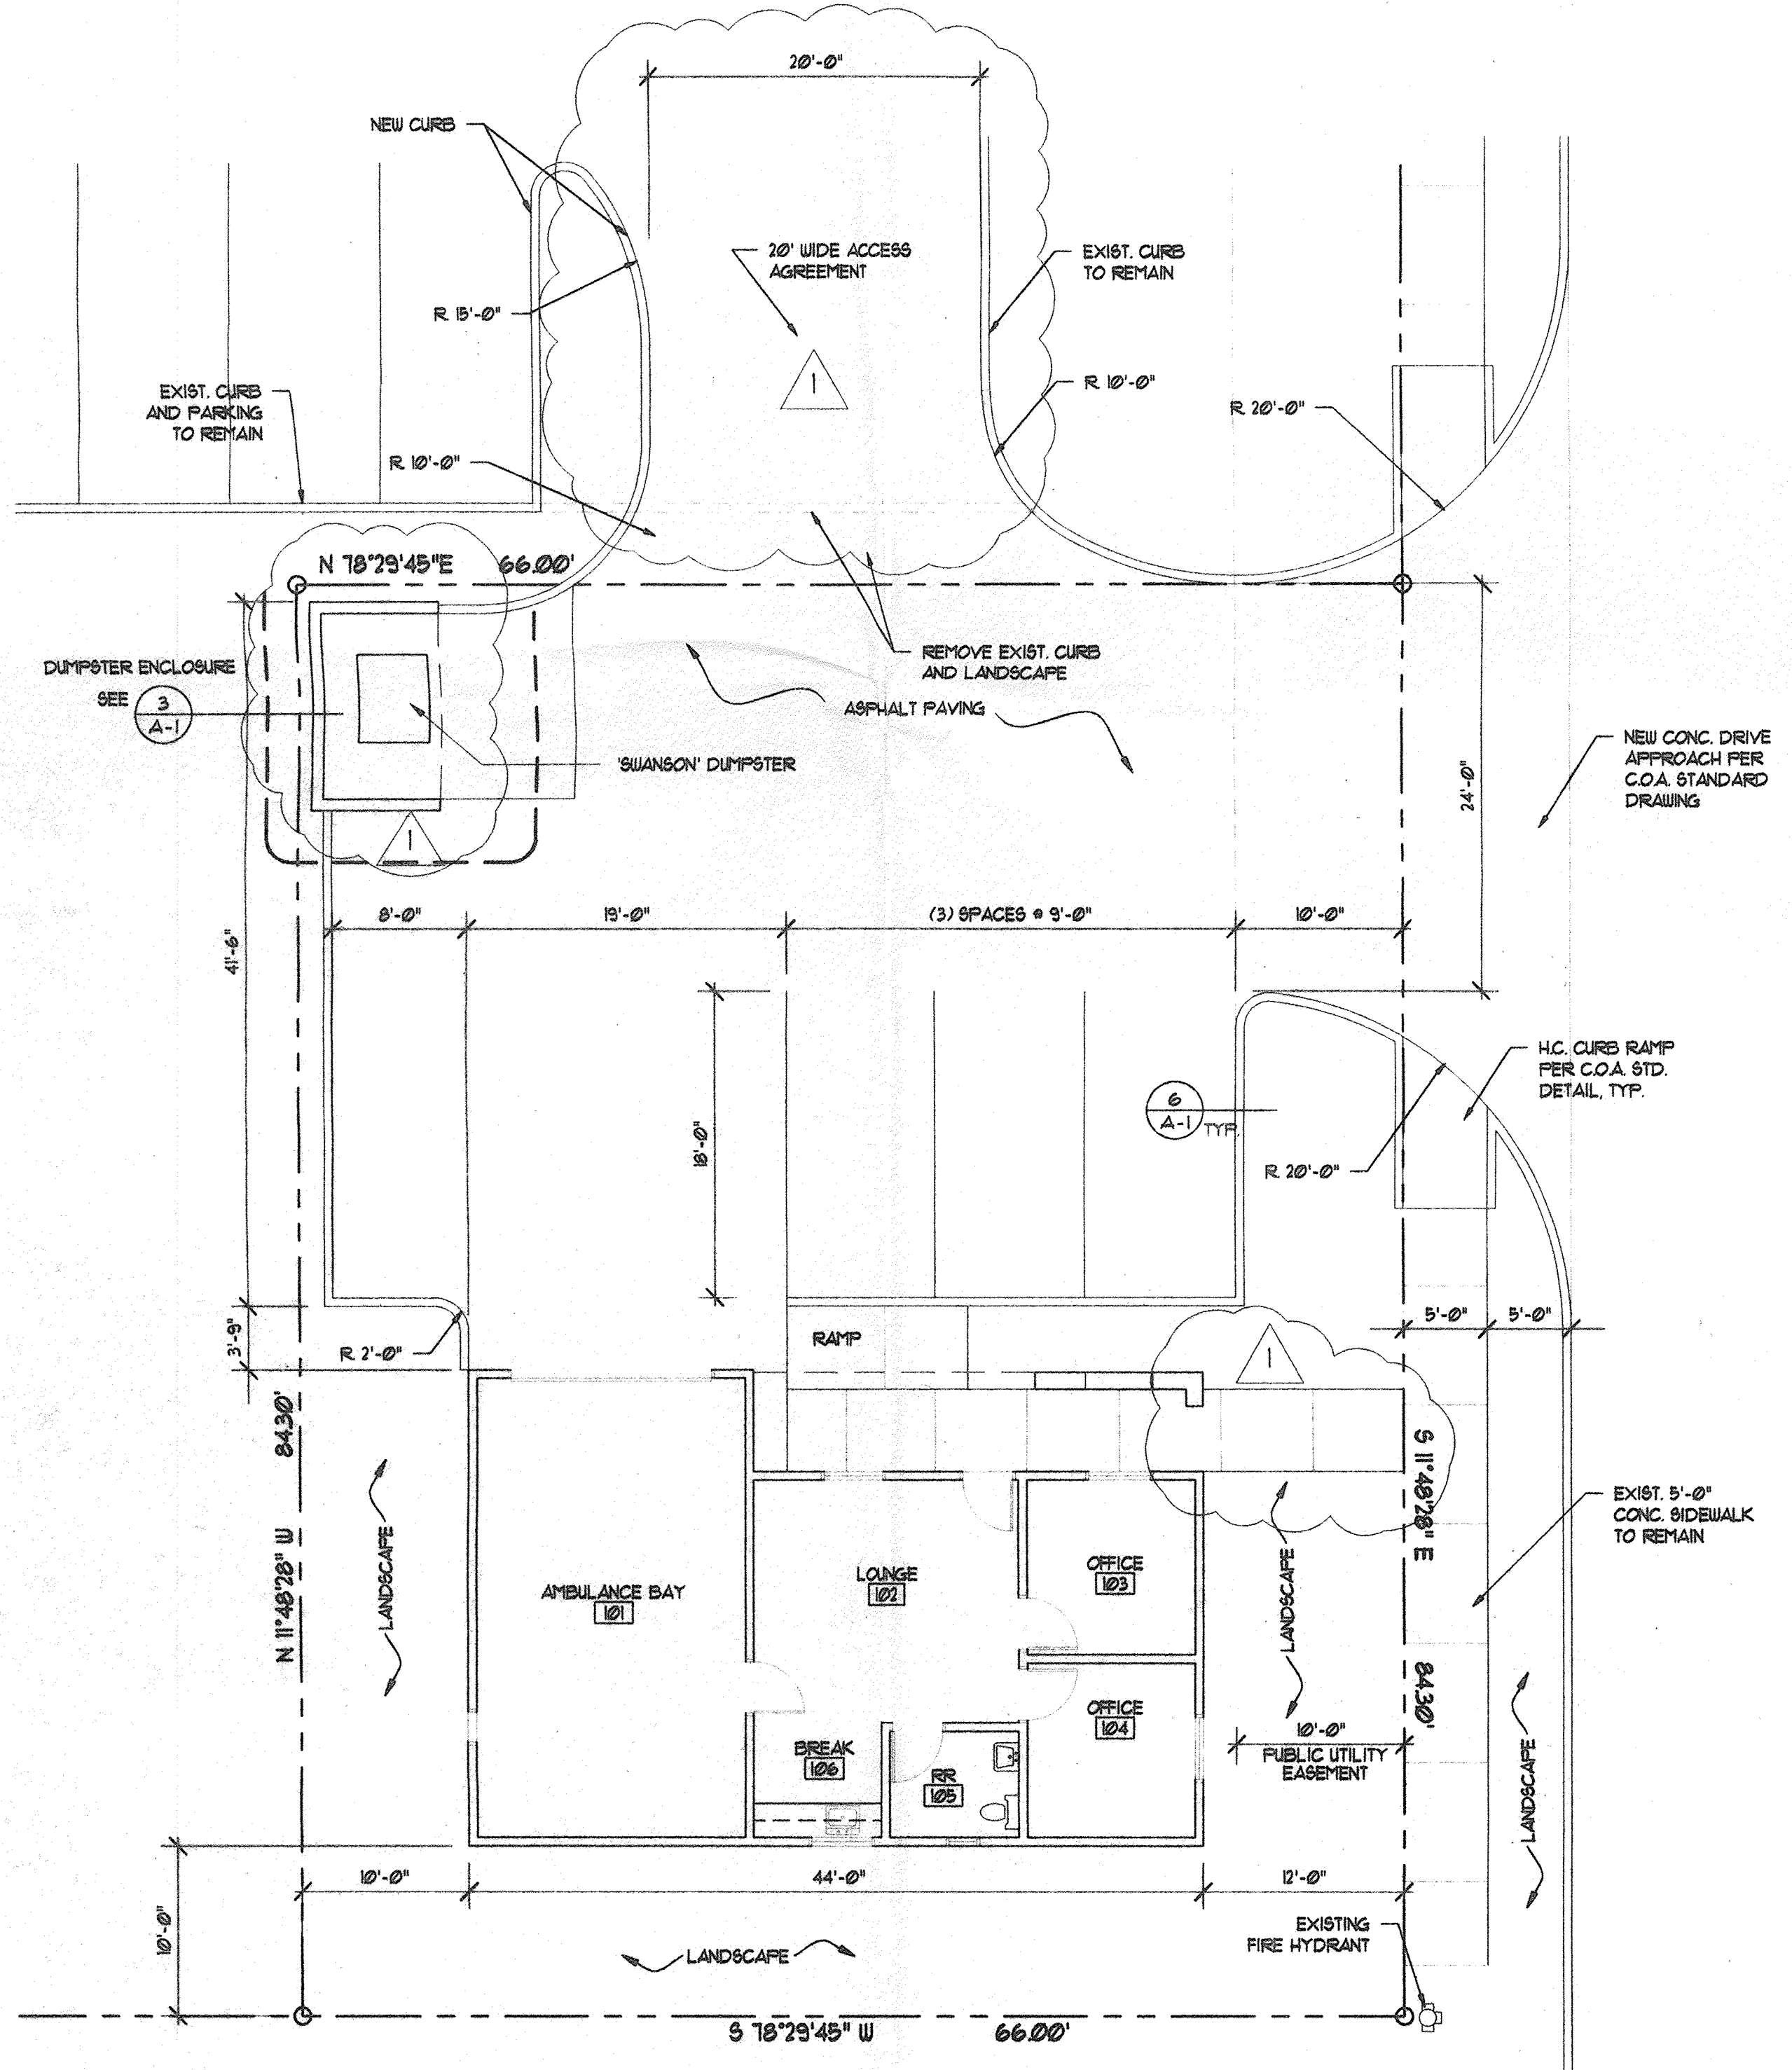 20'-0"
NEW CURB
20' WIDE ACCESS
AGREEMENT
EXIST. CURB
TO REMAIN
R 15'-0"
1
R 10'-0"
R 20'-0"
EXIST. CURB
AND PARKING
TO REMAIN
R 10'-0"
N 78°29'45"E 66.00'
REMOVE EXIST. CURB
AND LANDSCAPE
DUMPSTER ENCLOSURE
SEE
3
A-1
ASPHALT PAVING
'SWANSON' DUMPSTER
24'-0"
NEW CONC. DRIVE
APPROACH PER
C.O.A. STANDARD
DRAWING
1
8'-0"
19'-0"
(3) SPACES @ 9'-0"
10'-0"
41'-6"
18'-0"
6
A-1
TYP.
H.C. CURB RAMP
PER C.O.A. STD.
DETAIL, TYP.
R 20'-0"
3'-9"
R 2'-0"
RAMP
1
5'-0"
5'-0"
N 11°48'28" W 84.30'
S 11°48'28" E 84.30'
LANDSCAPE
AMBULANCE BAY
101
LOUNGE
102
OFFICE
103
LANDSCAPE
EXIST. 5'-0"
CONC. SIDEWALK
TO REMAIN
OFFICE
104
BREAK
106
RR
105
10'-0"
PUBLIC UTILITY
EASEMENT
LANDSCAPE
10'-0"
44'-0"
12'-0"
10'-0"
EXISTING
FIRE HYDRANT
LANDSCAPE
S 78°29'45" W 66.00'